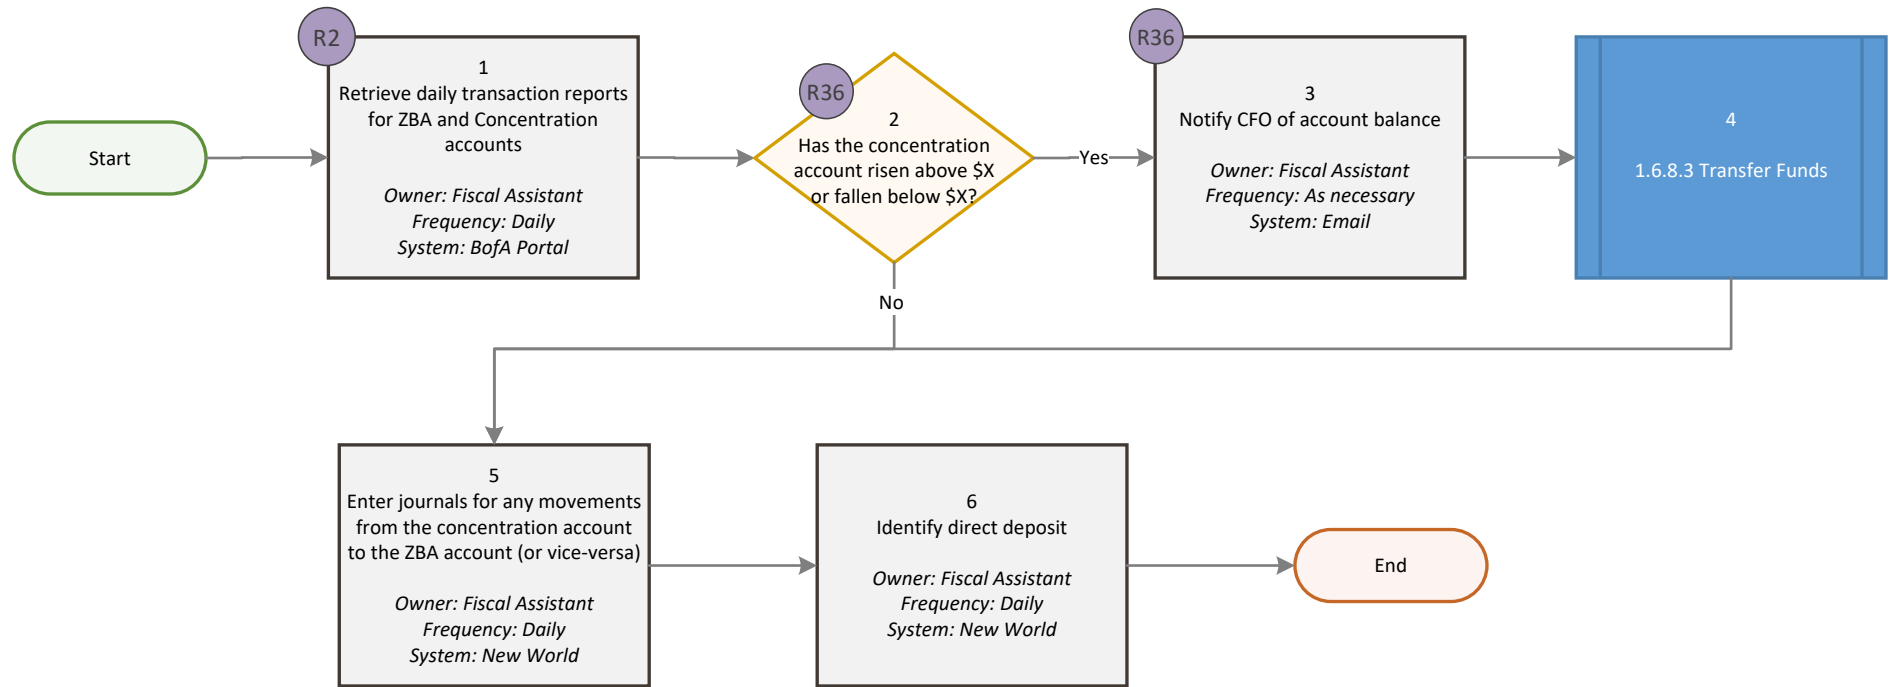 Start
R2
1
Retrieve daily transaction reports
for ZBA and Concentration
accounts
Owner: Fiscal Assistant
Frequency: Daily
System: BofA Portal
R36
2
Has the concentration
account risen above $X
or fallen below $X?
Yes
No
R36
3
Notify CFO of account balance
Owner: Fiscal Assistant
Frequency: As necessary
System: Email
4
1.6.8.3 Transfer Funds
5
Enter journals for any movements
from the concentration account
to the ZBA account (or vice-versa)
Owner: Fiscal Assistant
Frequency: Daily
System: New World
6
Identify direct deposit
Owner: Fiscal Assistant
Frequency: Daily
System: New World
End